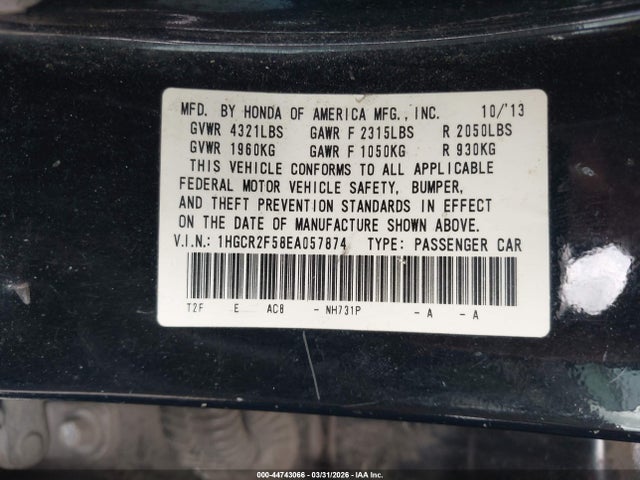 MFD. BY HONDA OF AMERICA MFG., INC. 10/'13
GVWR 4321LBS GAWR F 2315LBS R 2050LBS
GVWR 1960KG GAWR F 1050KG R 930KG
THIS VEHICLE CONFORMS TO ALL APPLICABLE
FEDERAL MOTOR VEHICLE SAFETY, BUMPER,
AND THEFT PREVENTION STANDARDS IN EFFECT
ON THE DATE OF MANUFACTURE SHOWN ABOVE.
V.I.N.: 1HGCR2F58EA057874 TYPE: PASSENGER CAR
T2F E AC8 - NH731P - A - A
000-44743066 - 03/31/2026 - IAA Inc.